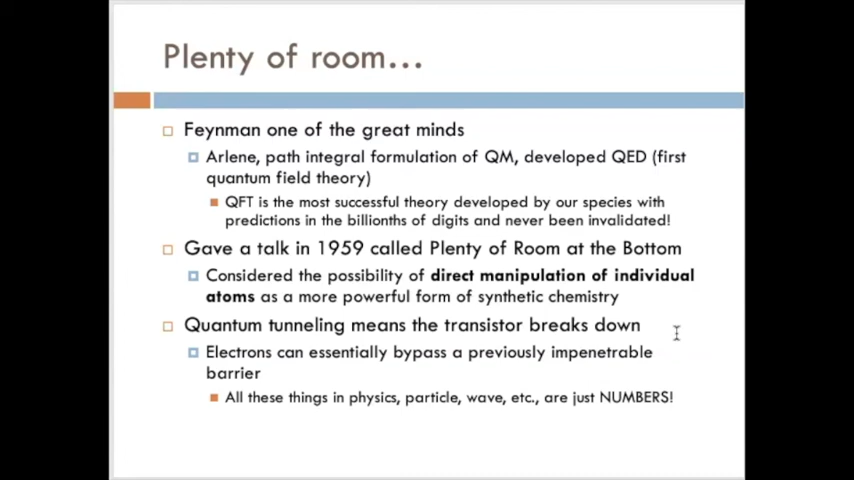 Plenty of room...
Feynman one of the great minds
Arlene, path integral formulation of QM, developed QED (first
quantum field theory)
QFT is the most successful theory developed by our species with
predictions in the billionths of digits and never been invalidated!
Gave a talk in 1959 called Plenty of Room at the Bottom
Considered the possibility of direct manipulation of individual
atoms as a more powerful form of synthetic chemistry
Quantum tunneling means the transistor breaks down
Electrons can essentially bypass a previously impenetrable
barrier
All these things in physics, particle, wave, etc., are just NUMBERS!